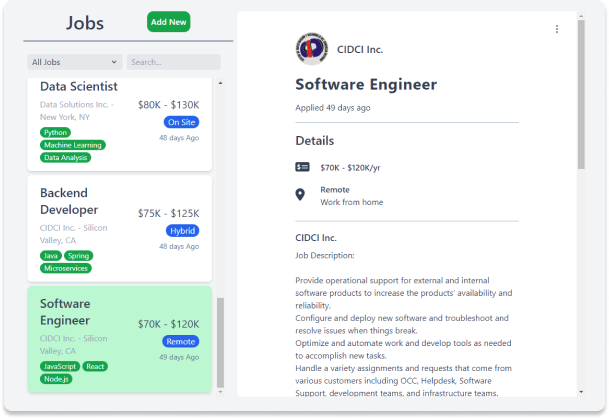 Jobs
Add New
All Jobs
Search...
Data Scientist
Data Solutions Inc. -
New York, NY
Python
Machine Learning
Data Analysis
$80K - $130K
On Site
48 days Ago
Backend
Developer
CIDCI Inc. - Silicon
Valley, CA
Java Spring
Microservices
$75K - $125K
Hybrid
48 days Ago
Software
Engineer
CIDCI Inc. - Silicon
Valley, CA
JavaScript React
Node.js
$70K - $120K
Remote
49 days Ago
CIDCI Inc.
Software Engineer
Applied 49 days ago
Details
$70K - $120K/yr
Remote
Work from home
CIDCI Inc.
Job Description:
Provide operational support for external and internal
software products to increase the products' availability and
reliability.
Configure and deploy new software and troubleshoot and
resolve issues when things break.
Optimize and automate work and develop tools as needed
to accomplish new tasks.
Handle a variety assignments and requests that come from
various customers including OCC, Helpdesk, Software
Support, development teams, and infrastructure teams.